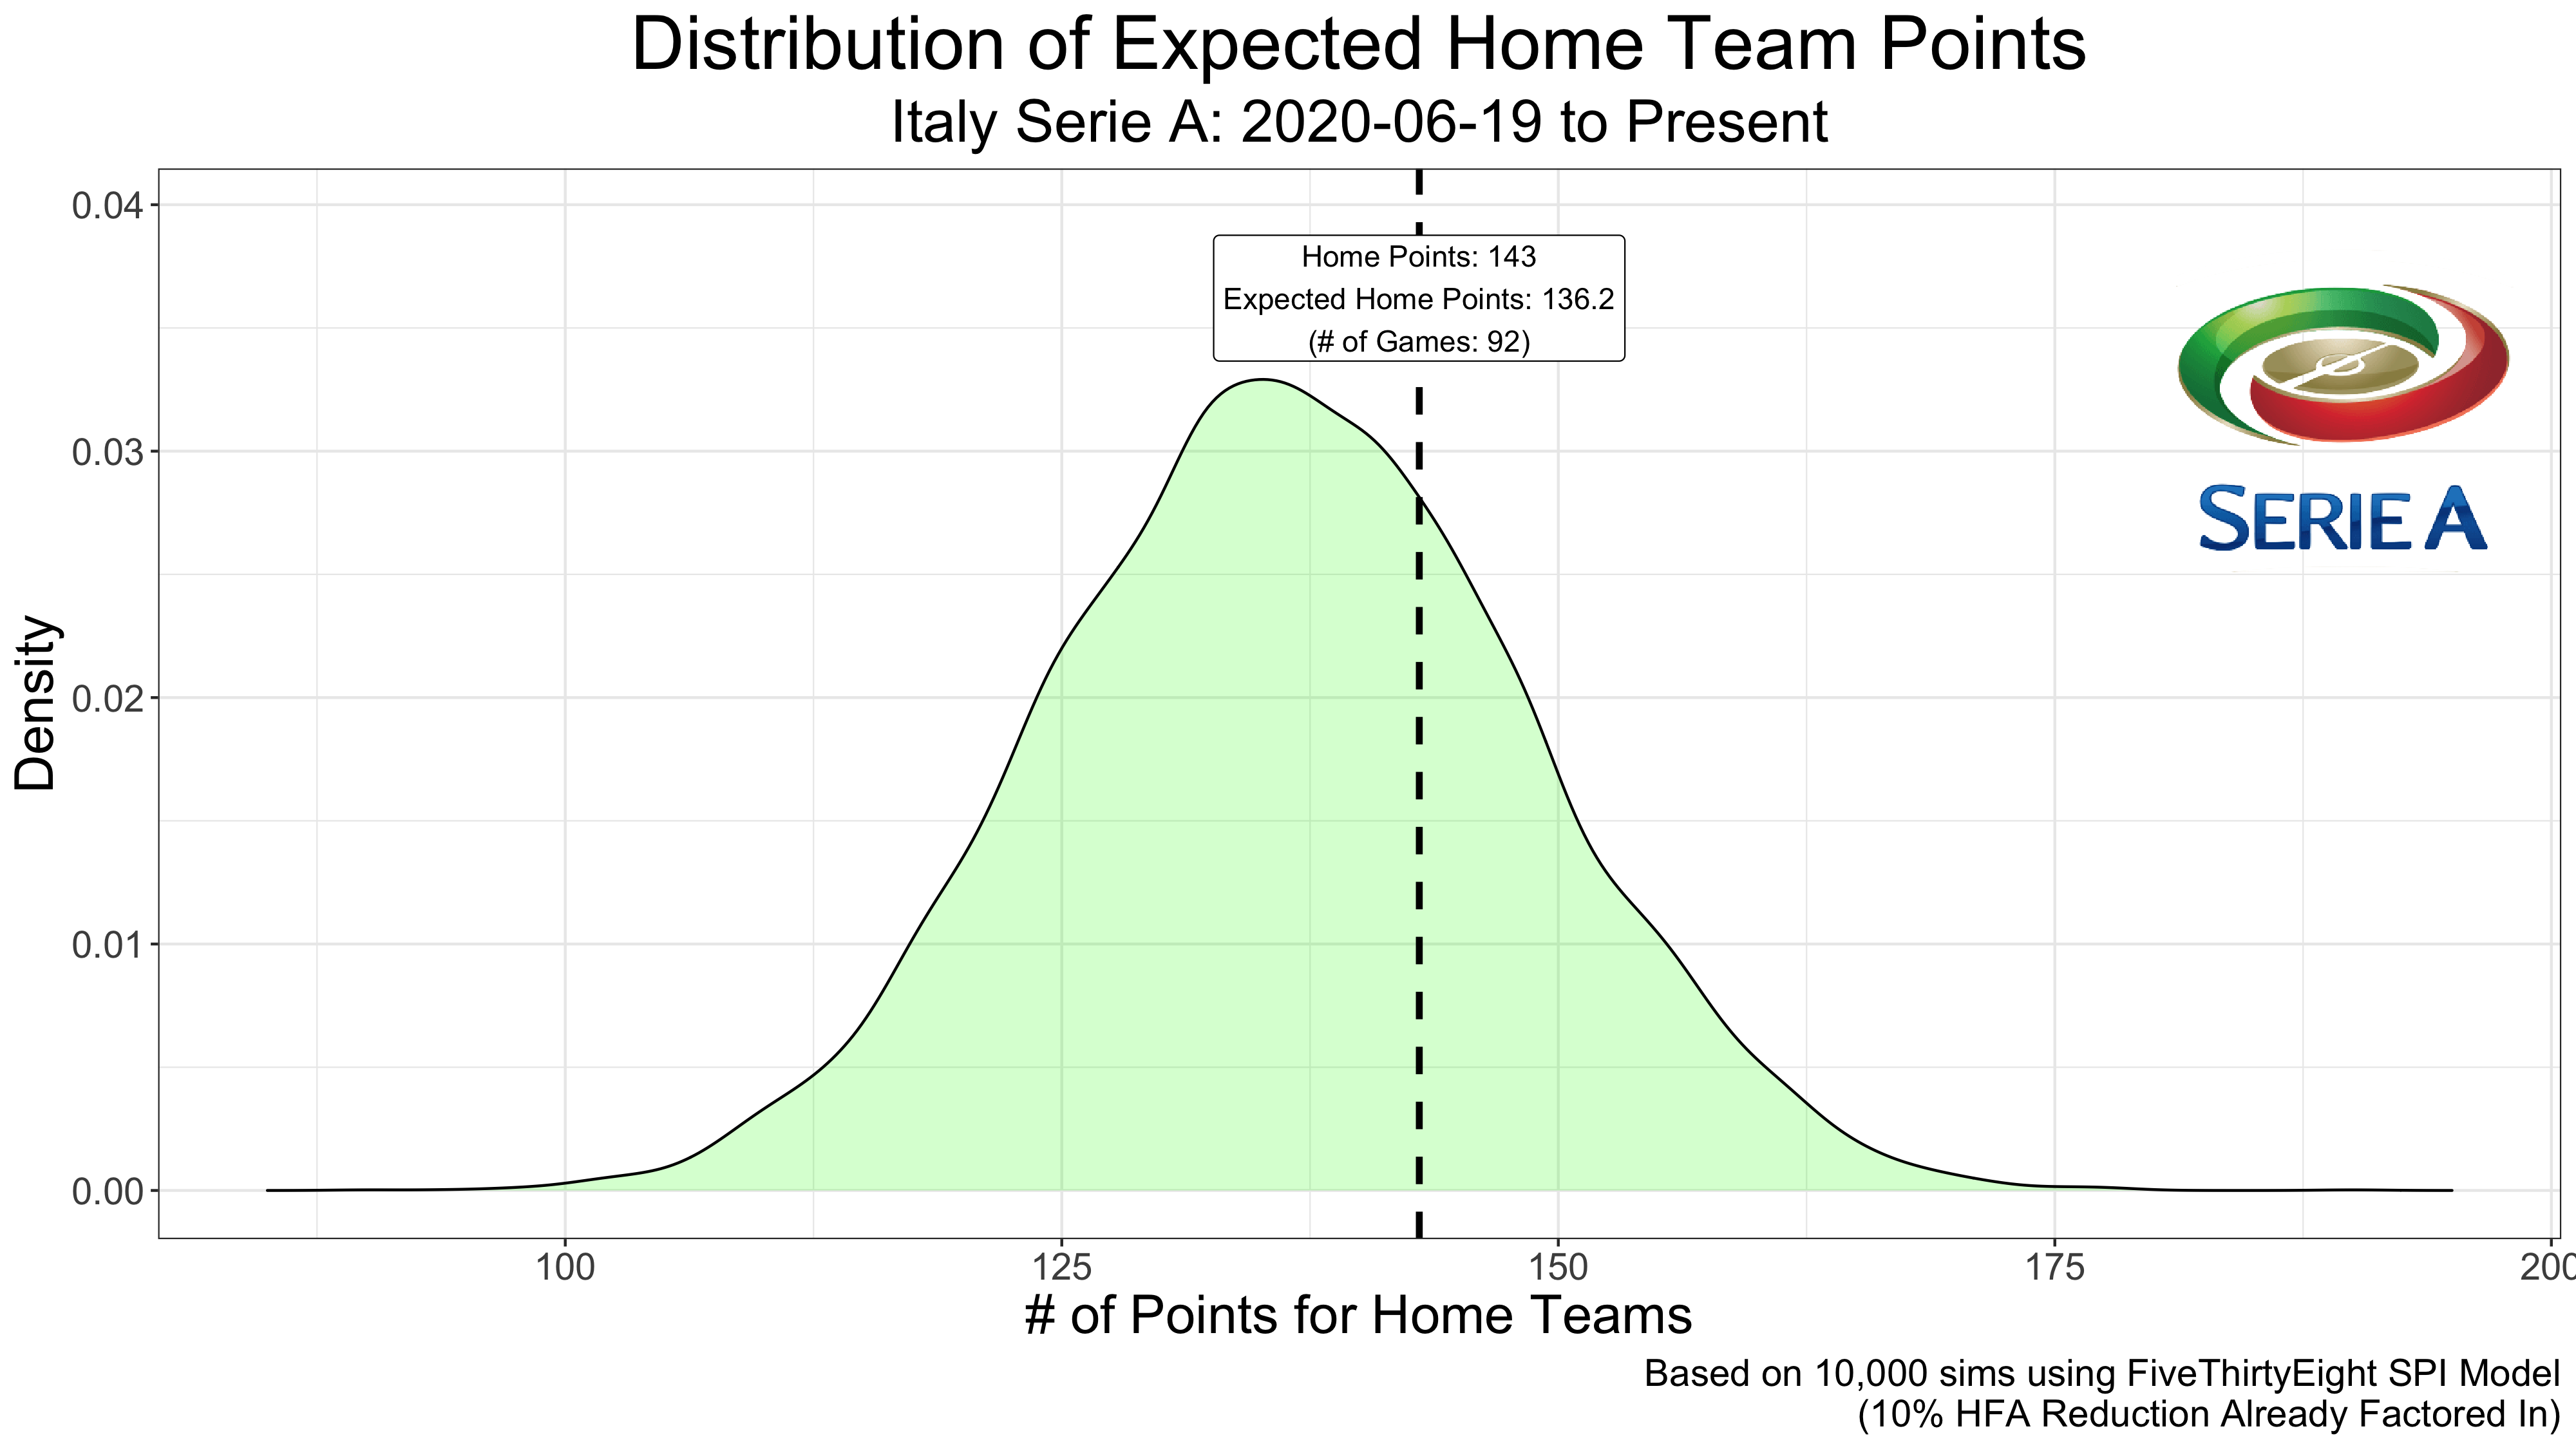 Distribution of Expected Home Team Points
Italy Serie A: 2020-06-19 to Present
0.04
Home Points: 143
Expected Home Points: 136.2
(# of Games: 92)
0.03
SERIE A
0.02
Density
0.01
0.00
100
125
150
175
200
# of Points for Home Teams
Based on 10,000 sims using FiveThirtyEight SPI Model
(10% HFA Reduction Already Factored In)